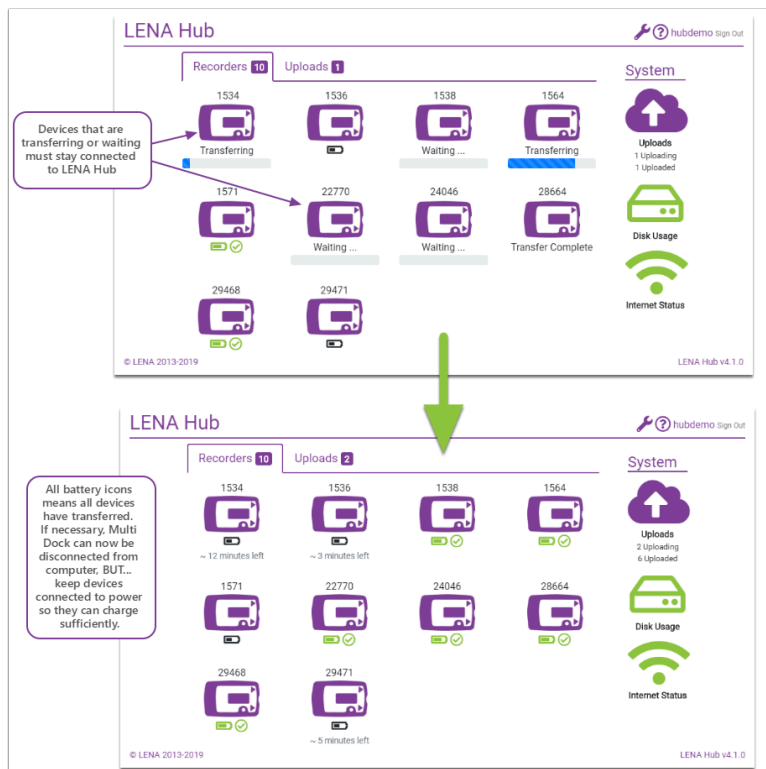 LENA Hub
hubdemo Sign Out
Recorders 10 Uploads 1
System
1534 1536 1538 1564
Transferring Waiting ... Transferring
Devices that are
transferring or waiting
must stay connected
to LENA Hub
Uploads
1 Uploading
1 Uploaded
1571 22770 24046 28664
Waiting ... Waiting ... Transfer Complete
Disk Usage
29468 29471
Internet Status
© LENA 2013-2019
LENA Hub v4.1.0
LENA Hub
hubdemo Sign Out
Recorders 10 Uploads 2
System
All battery icons
means all devices
have transferred.
If necessary, Multi
Dock can now be
disconnected from
computer, BUT...
keep devices
connected to power
so they can charge
sufficiently.
1534 1536 1538 1564
~ 12 minutes left ~ 3 minutes left
Uploads
2 Uploading
6 Uploaded
1571 22770 24046 28664
Disk Usage
29468 29471
~ 5 minutes left
Internet Status
© LENA 2013-2019
LENA Hub v4.1.0